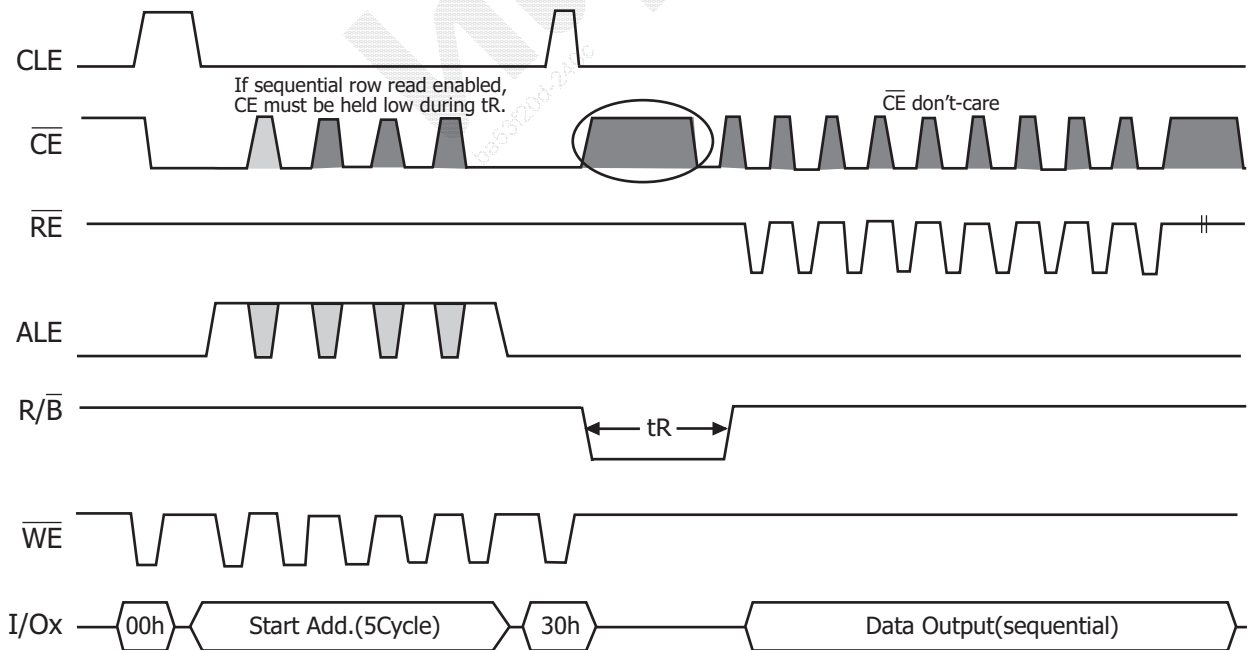 CLE
If sequential row read enabled,
CE must be held low during tR.
CE don't-care
CE
RE
ALE
R/B
tR
WE
I/Ox
00h
Start Add.(5Cycle)
30h
Data Output(sequential)